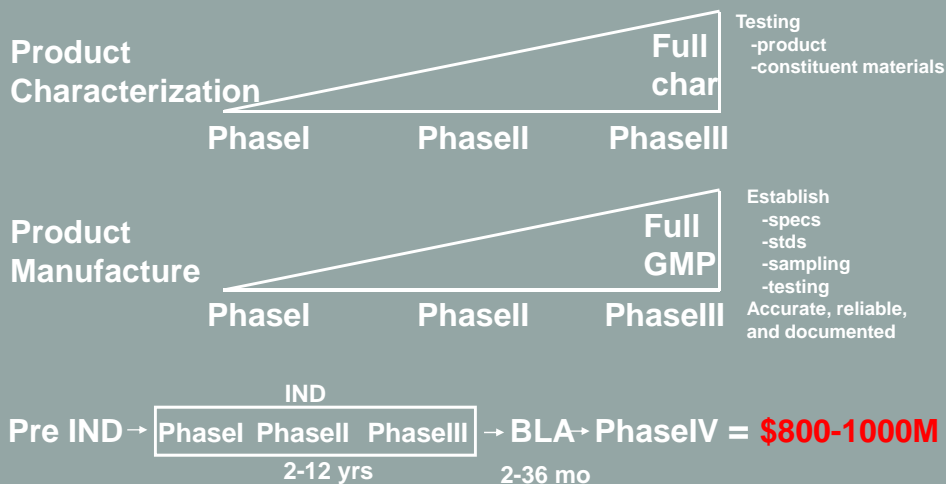 Product
Characterization
Full
char
Testing
-product
-constituent materials
PhaseI PhaseII PhaseIII
Product
Manufacture
Full
GMP
Establish
-specs
-stds
-sampling
-testing
Accurate, reliable,
and documented
PhaseI PhaseII PhaseIII
IND
Pre IND → PhaseI PhaseII PhaseIII → BLA → PhaseIV = $800-1000M
2-12 yrs 2-36 mo